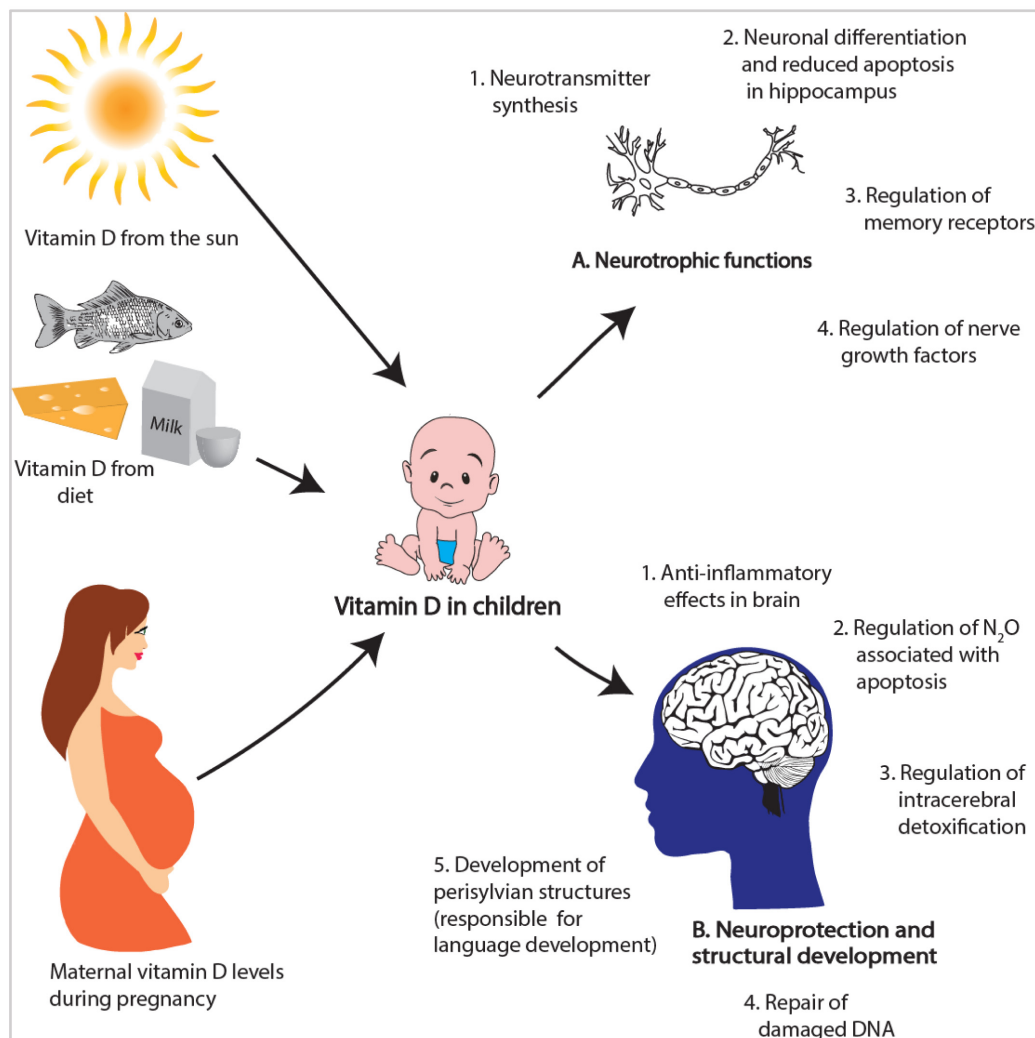 Vitamin D from the sun
Milk
Vitamin D from
diet
Maternal vitamin D levels
during pregnancy
Vitamin D in children
1. Neurotransmitter
synthesis
2. Neuronal differentiation
and reduced apoptosis
in hippocampus
3. Regulation of
memory receptors
A. Neurotrophic functions
4. Regulation of nerve
growth factors
1. Anti-inflammatory
effects in brain
2. Regulation of N₂O
associated with
apoptosis
3. Regulation of
intracerebral
detoxification
B. Neuroprotection and
structural development
4. Repair of
damaged DNA
5. Development of
perisylvian structures
(responsible for
language development)